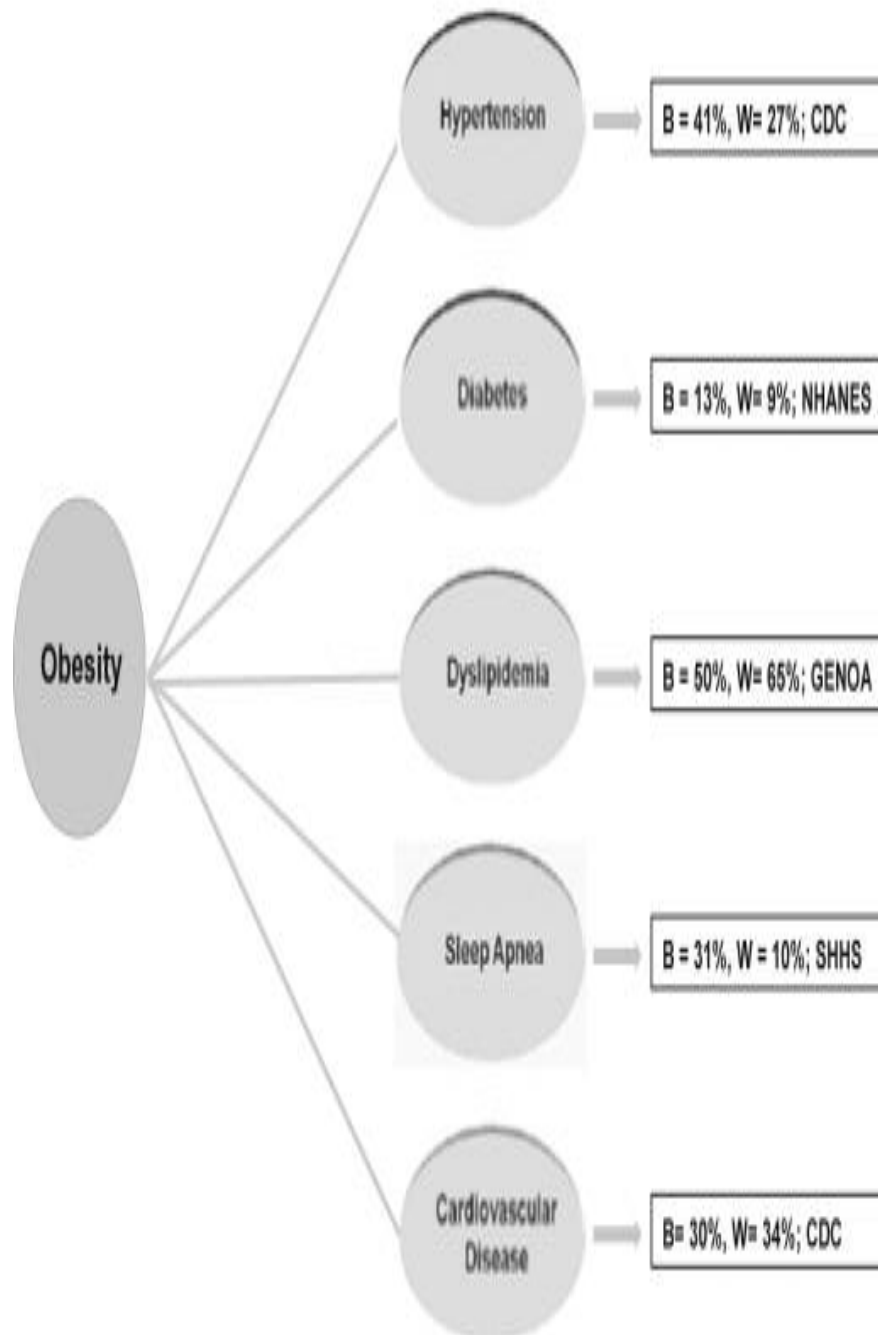 Hypertension
B = 41%, W= 27%; CDC
Diabetes
B = 13%, W= 9%; NHANES
Obesity
Dyslipidemia
B = 50%, W= 65%; GENOA
Sleep Apnea
B = 31%, W = 10%; SHHS
Cardiovascular
Disease
B= 30%, W= 34%; CDC